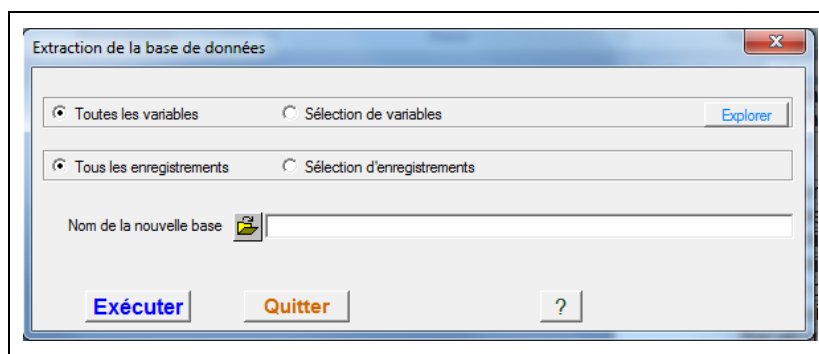 Extraction de la base de données
Toutes les variables Sélection de variables Explorer
Tous les enregistrements Sélection d'enregistrements
Nom de la nouvelle base
Exécuter Quitter ?